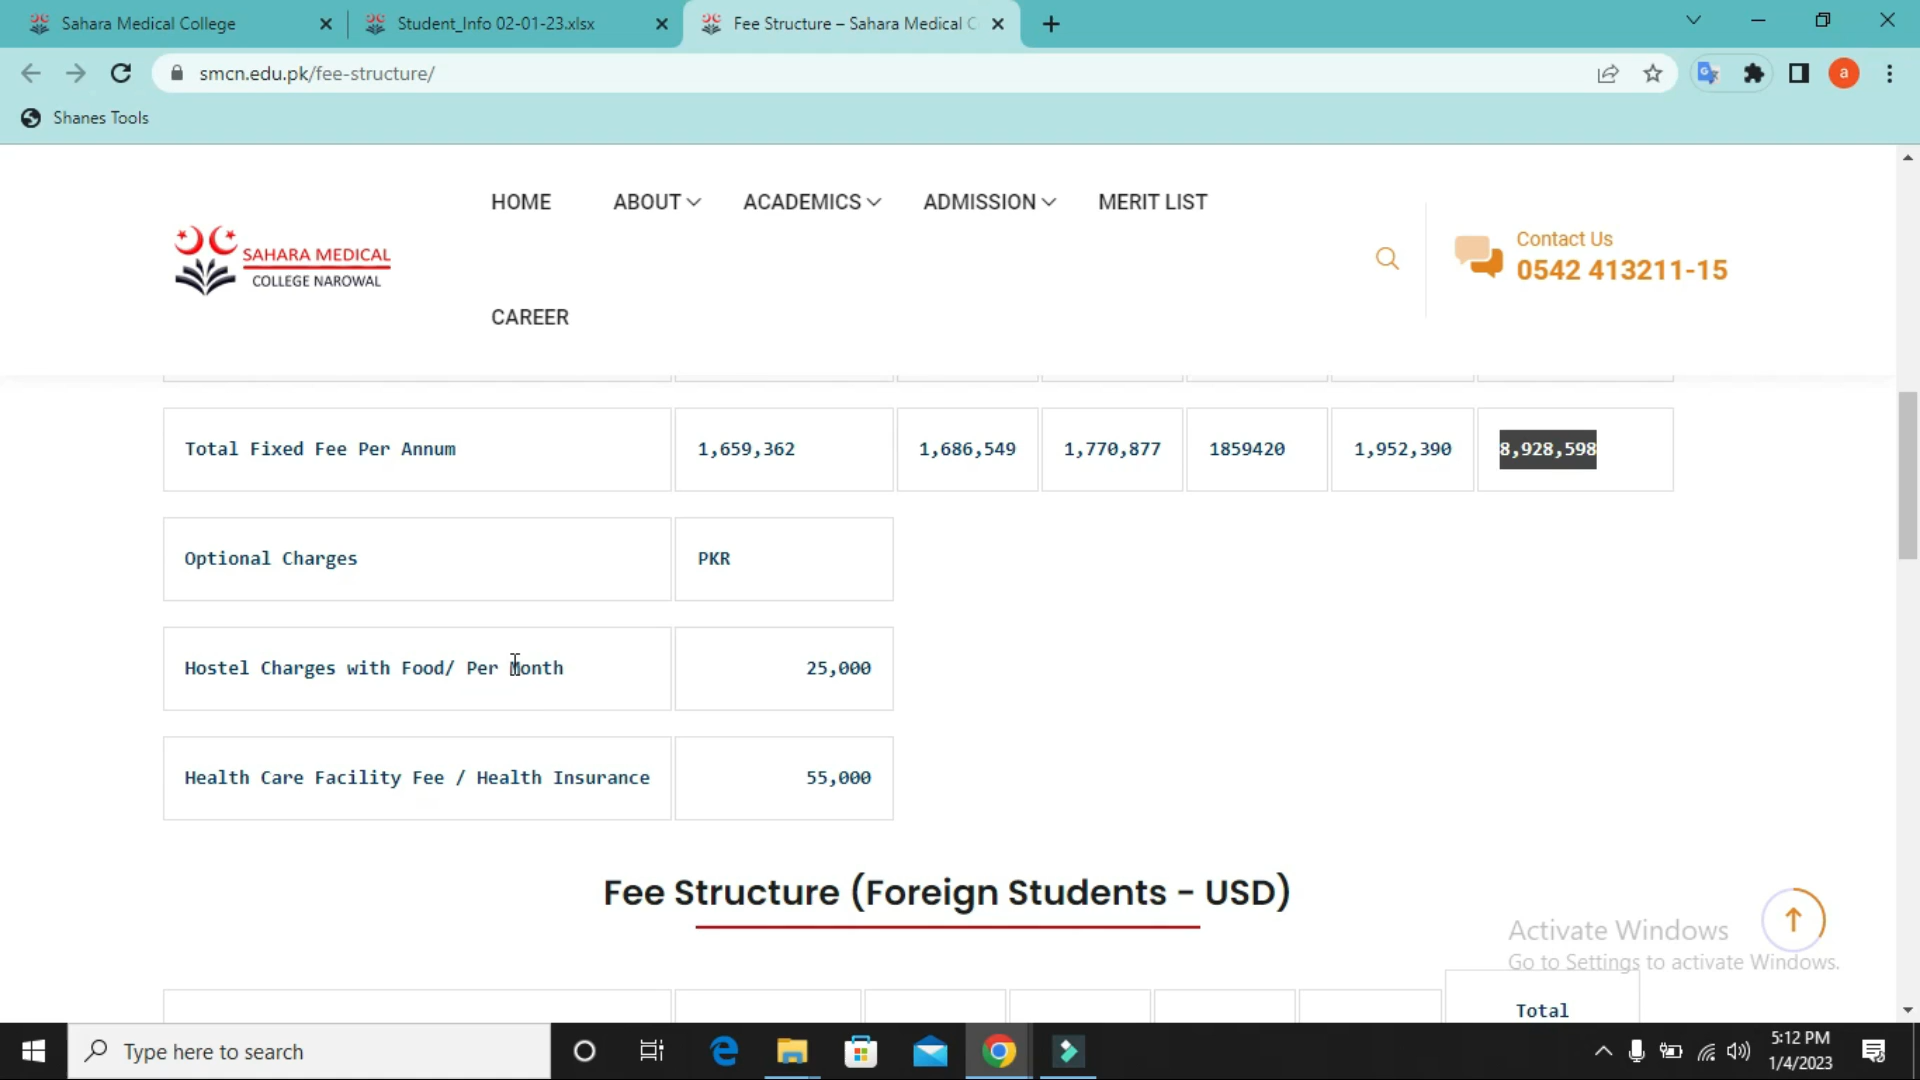 Sahara Medical College
Student_Info 02-01-23.xlsx
Fee Structure – Sahara Medical C
smcn.edu.pk/fee-structure/
a
Shanes Tools
HOME ABOUT ACADEMICS ADMISSION MERIT LIST
CAREER
SAHARA MEDICAL
COLLEGE NAROWAL
Contact Us
0542 413211-15
Total Fixed Fee Per Annum 1,659,362 1,686,549 1,770,877 1859420 1,952,390 8,928,598
Optional Charges PKR
Hostel Charges with Food/ Per Month 25,000
Health Care Facility Fee / Health Insurance 55,000
Fee Structure (Foreign Students - USD)
Total
Activate Windows
Go to Settings to activate Windows.
Type here to search
5:12 PM
1/4/2023